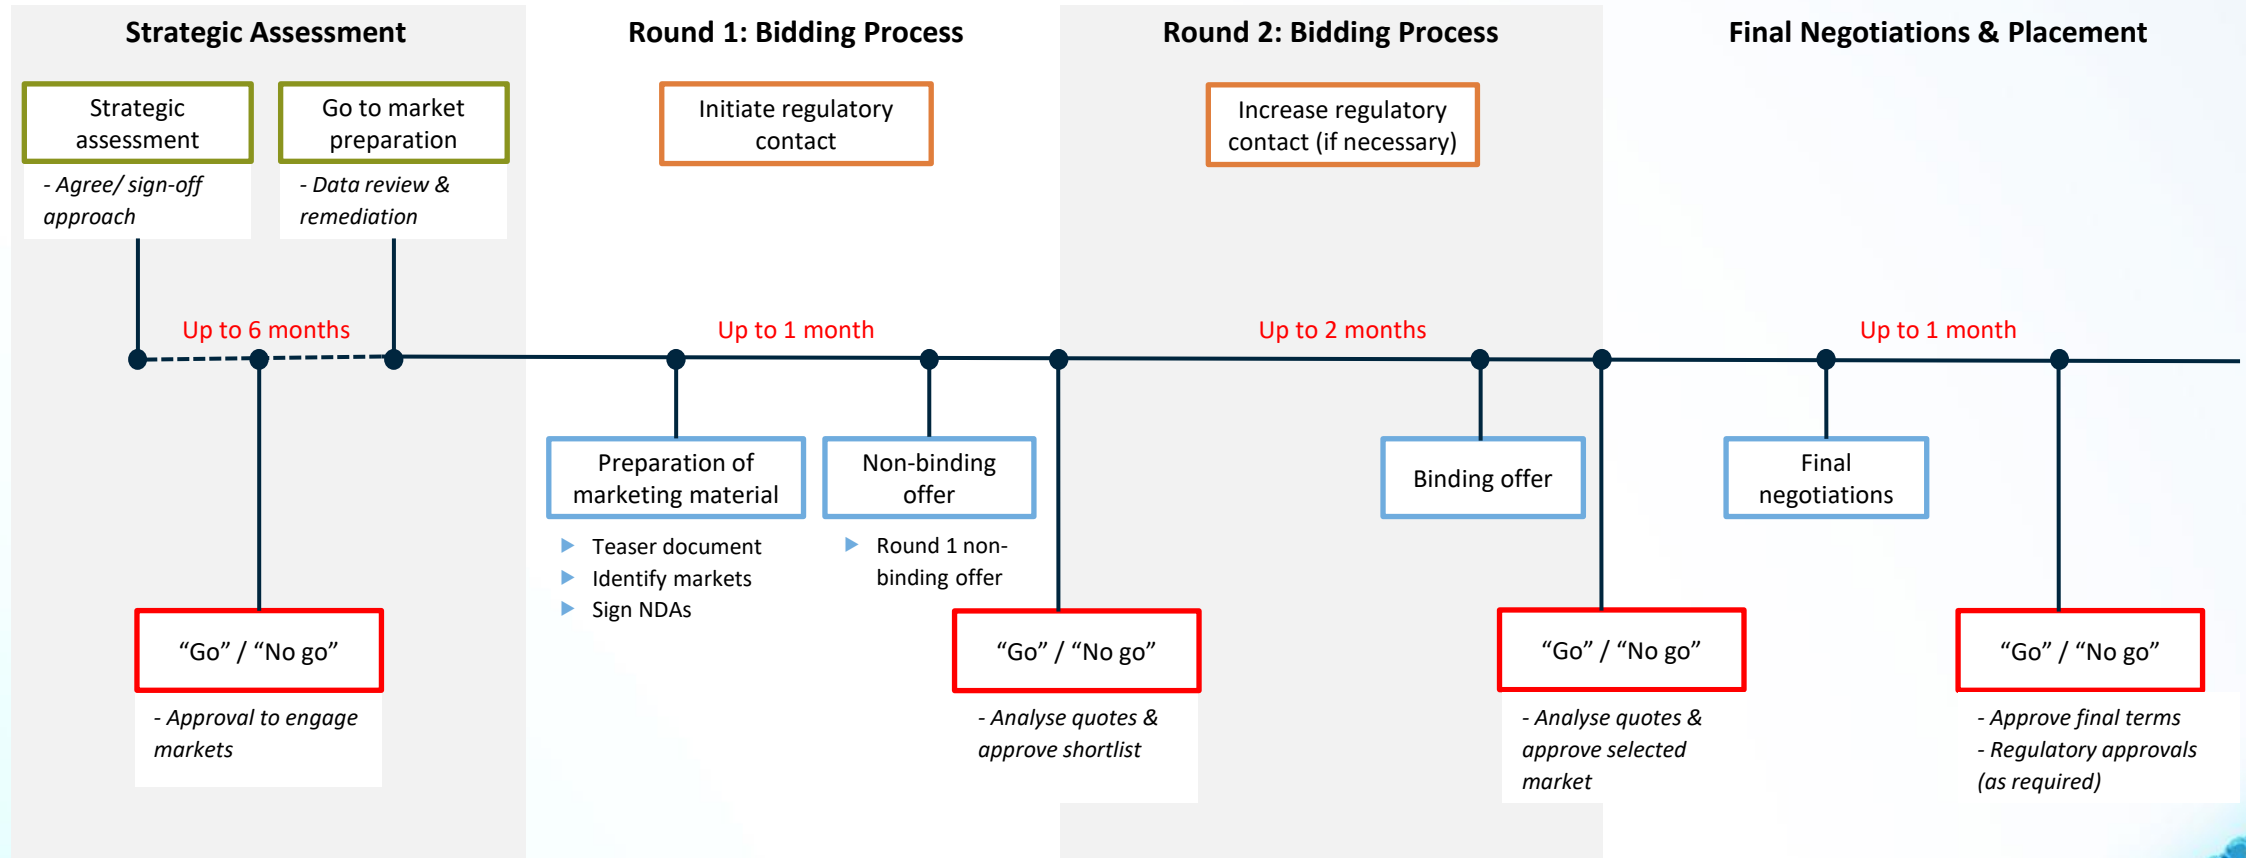 Strategic Assessment
Round 1: Bidding Process
Round 2: Bidding Process
Final Negotiations & Placement
Strategic
assessment
Go to market
preparation
Initiate regulatory
contact
Increase regulatory
contact (if necessary)
- Agree/ sign-off
approach
- Data review &
remediation
Up to 6 months
Up to 1 month
Up to 2 months
Up to 1 month
Preparation of
marketing material
Non-binding
offer
Binding offer
Final
negotiations
Teaser document
Identify markets
Sign NDAs
Round 1 non-
binding offer
“Go” / “No go”
“Go” / “No go”
“Go” / “No go”
“Go” / “No go”
- Approval to engage
markets
- Analyse quotes &
approve shortlist
- Analyse quotes &
approve selected
market
- Approve final terms
- Regulatory approvals
(as required)